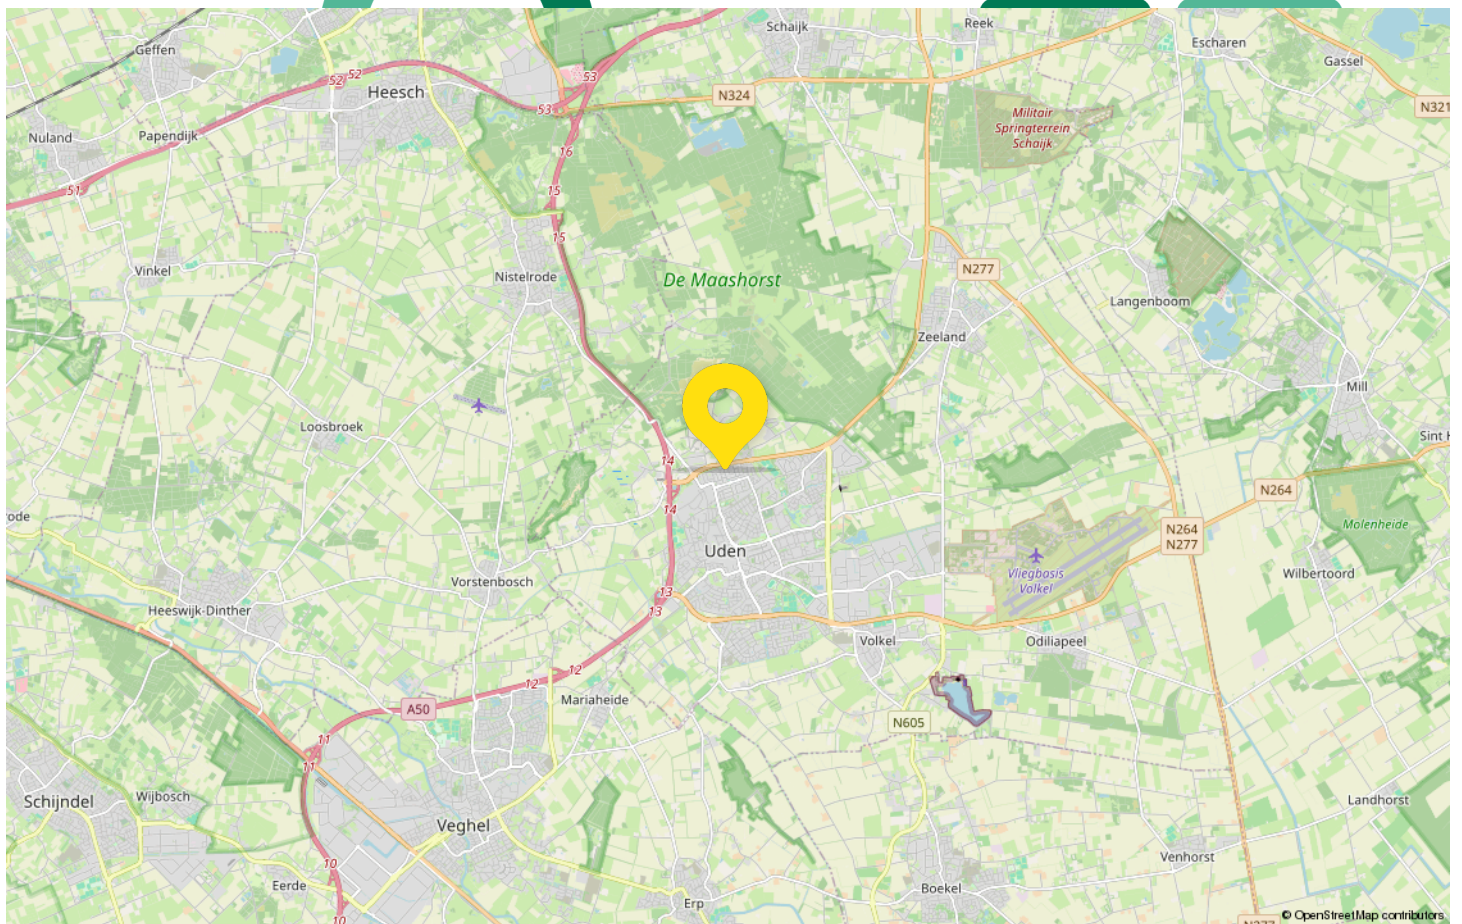 Schaijk
Reek
Escharen
Gassel
Geffen
52
52
53
Heesch
N324
53
N321
Militair
Springterrein
Schaijk
Nuland
Papendijk
16
51
15
15
Vinkel
Nistelrode
De Maashorst
N277
Langenboom
Zeeland
Mill
Loosbroek
Sint H
14
14
N264
Molenheide
N264
N277
rode
Uden
Vliegbasis
Volkel
Wilbertoord
Vorstenbosch
13
13
Heeswijk-Dinther
Volkel
Odiliapeel
12
12
Mariaheide
A50
N605
11
11
Schijndel
Wijbosch
Landhorst
Veghel
Venhorst
10
Eerde
Boekel
Erp
10
N277
© OpenStreetMap contributors